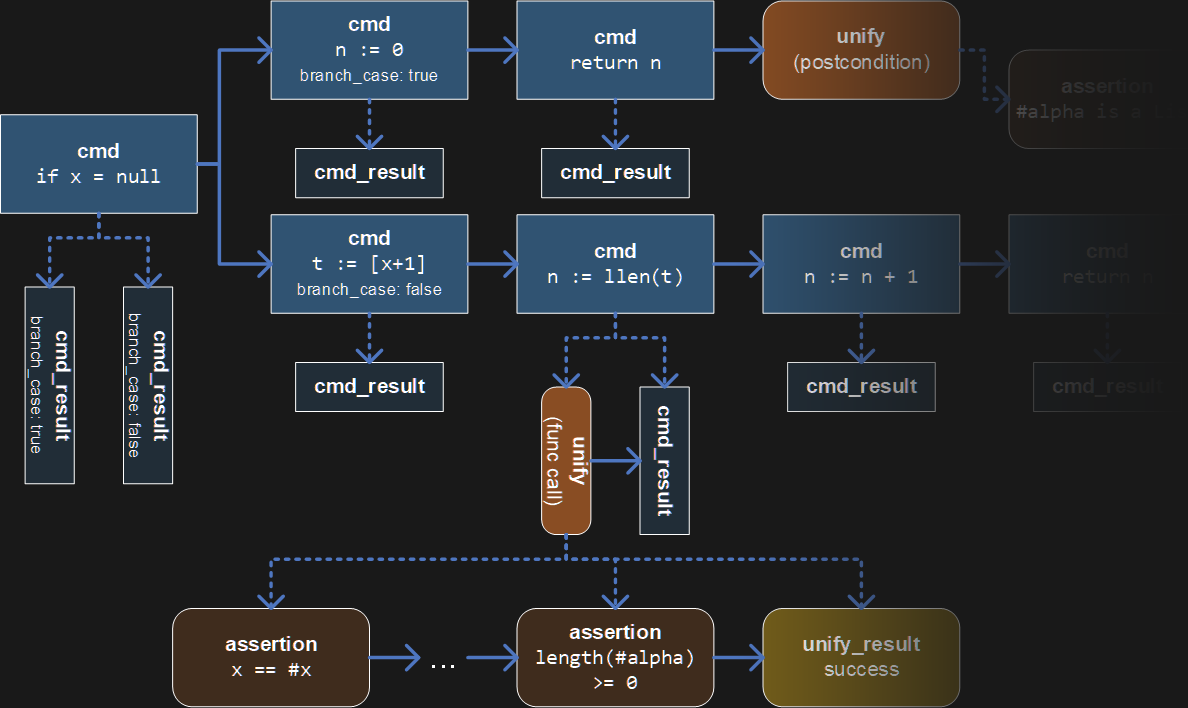 cmd
if x = null
cmd_result
branch_case: true
cmd_result
branch_case: false
cmd
n := 0
branch_case: true
cmd_result
cmd
return n
cmd_result
unify
(postcondition)
assertion
#alpha is a
cmd
t := [x+1]
branch_case: false
cmd_result
cmd
n := llen(t)
unify
(func call)
cmd_result
cmd
n := n + 1
cmd_result
cmd
return n
cmd_result
assertion
x == #x
...
assertion
length(#alpha)
>= 0
unify_result
success